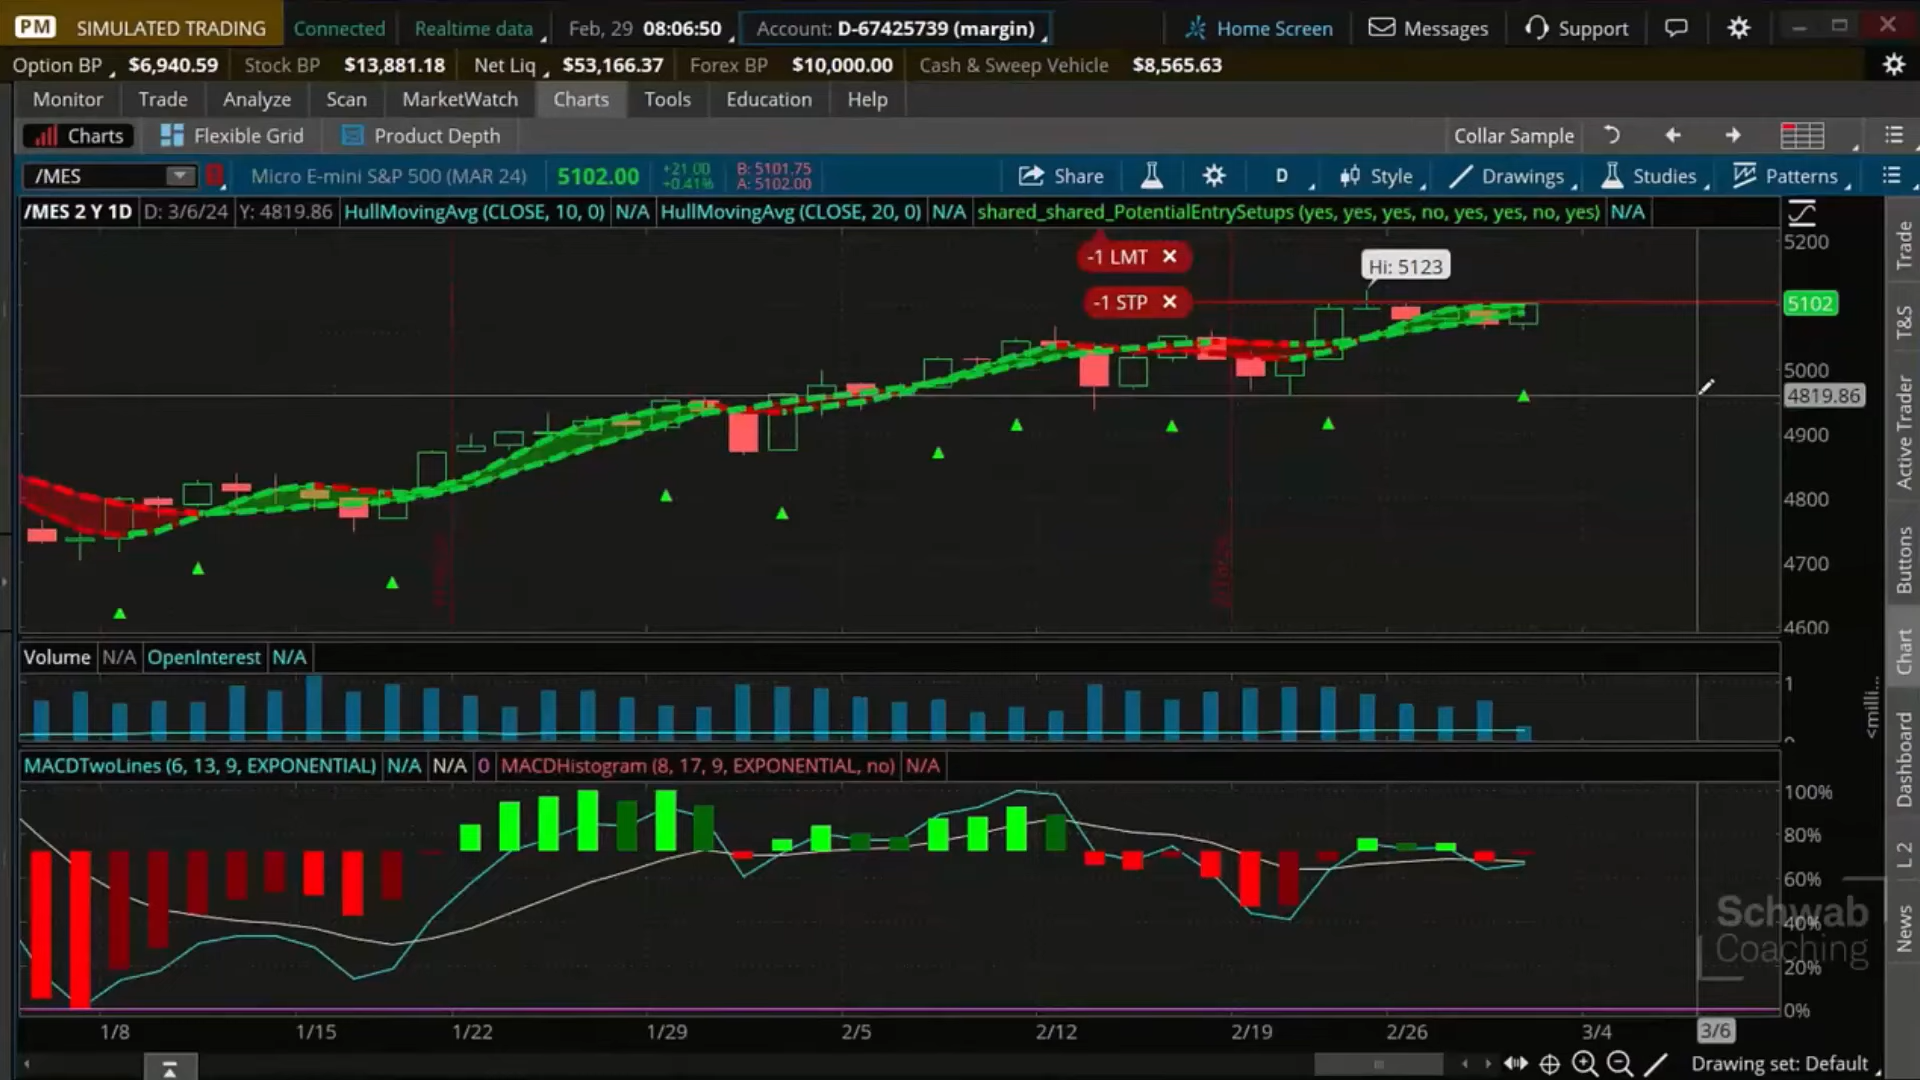 PM SIMULATED TRADING Connected Realtime data Feb, 29 08:06:50 Account: D-67425739 (margin) Home Screen Messages Support
Option BP $6,940.59 Stock BP $13,881.18 Net Liq $53,166.37 Forex BP $10,000.00 Cash & Sweep Vehicle $8,565.63
Monitor Trade Analyze Scan MarketWatch Charts Tools Education Help
Charts Flexible Grid Product Depth Collar Sample
/MES Micro E-mini S&P 500 (MAR 24) 5102.00 +21.00 +0.41% B: 5101.75 A: 5102.00 Share D Style Drawings Studies Patterns
/MES 2 Y 1D D: 3/6/24 Y: 4819.86 HullMovingAvg (CLOSE, 10, 0) N/A HullMovingAvg (CLOSE, 20, 0) N/A shared_shared_PotentialEntrySetups (yes, yes, yes, no, yes, yes, no, yes) N/A
5200
-1 LMT ×
Hi: 5123
-1 STP ×
5102
5000
4819.86
4900
4800
4700
4600
Volume N/A OpenInterest N/A
1
<milli...
MACDTwoLines (6, 13, 9, EXPONENTIAL) N/A N/A 0 MACDHistogram (8, 17, 9, EXPONENTIAL, no) N/A
100%
80%
60%
40%
20%
0%
Schwab
Coaching
1/8 1/15 1/22 1/29 2/5 2/12 2/19 2/26 3/4 3/6
Drawing set: Default
Trade
T&S
Active Trader
Buttons
Chart
Dashboard
L 2
News